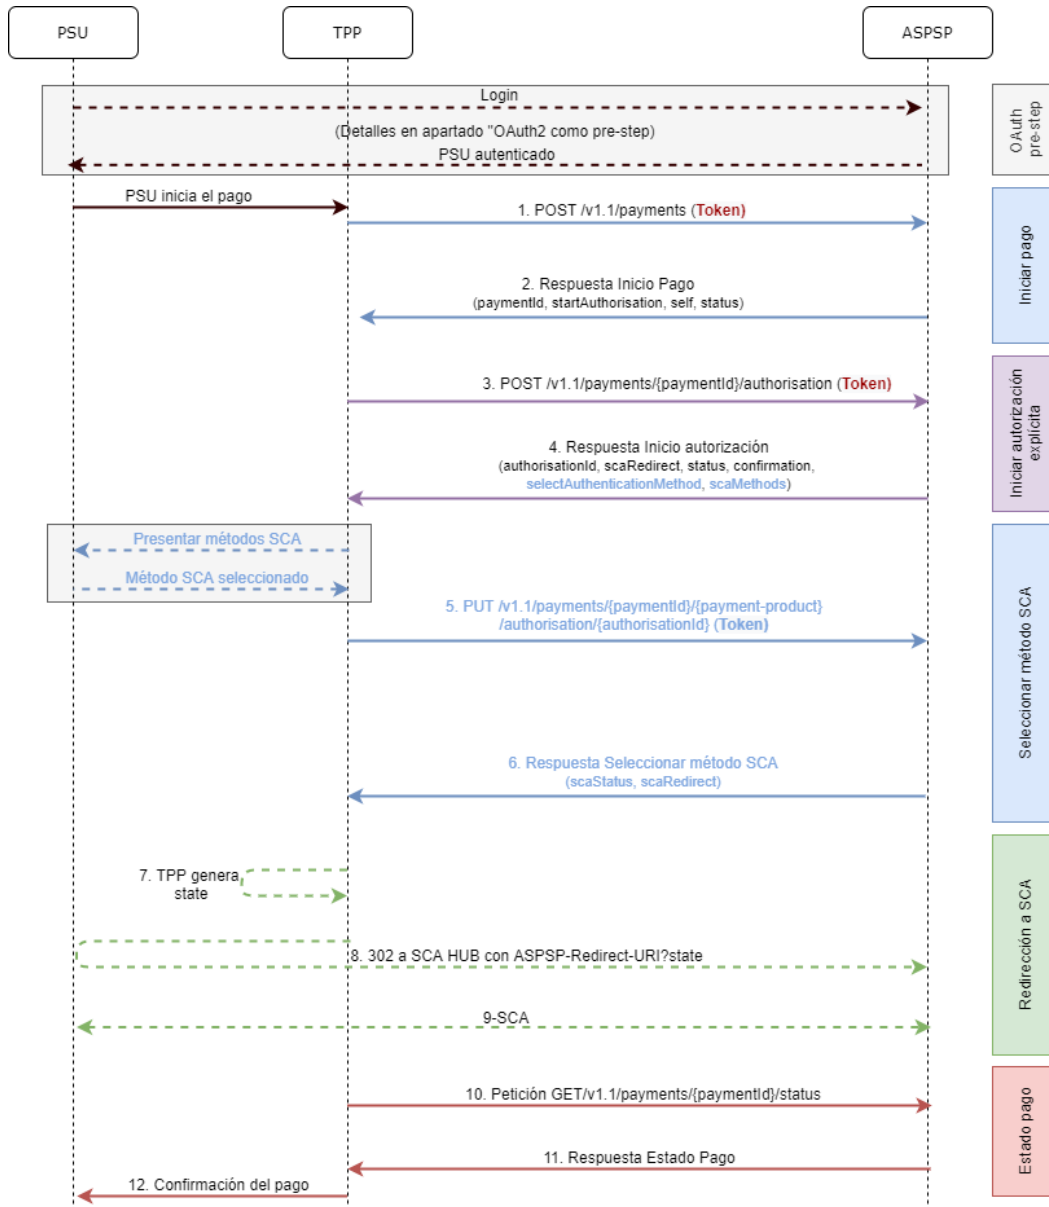 PSU
TPP
ASPSP
Login
(Detalles en apartado "OAuth2 como pre-step)
PSU autenticado
OAuth
pre-step
PSU inicia el pago
1. POST /v1.1/payments (Token)
2. Respuesta Inicio Pago
(paymentId, startAuthorisation, self, status)
Iniciar pago
3. POST /v1.1/payments/{paymentId}/authorisation (Token)
4. Respuesta Inicio autorización
(authorisationId, scaRedirect, status, confirmation,
selectAuthenticationMethod, scaMethods)
Iniciar autorización
explícita
Presentar métodos SCA
Método SCA seleccionado
5. PUT /v1.1/payments/{paymentId}/{payment-product}
/authorisation/{authorisationId} (Token)
6. Respuesta Seleccionar método SCA
(scaStatus, scaRedirect)
Seleccionar método SCA
7. TPP genera
state
8. 302 a SCA HUB con ASPSP-Redirect-URI?state
9-SCA
Redirección a SCA
10. Petición GET/v1.1/payments/{paymentId}/status
11. Respuesta Estado Pago
12. Confirmación del pago
Estado pago